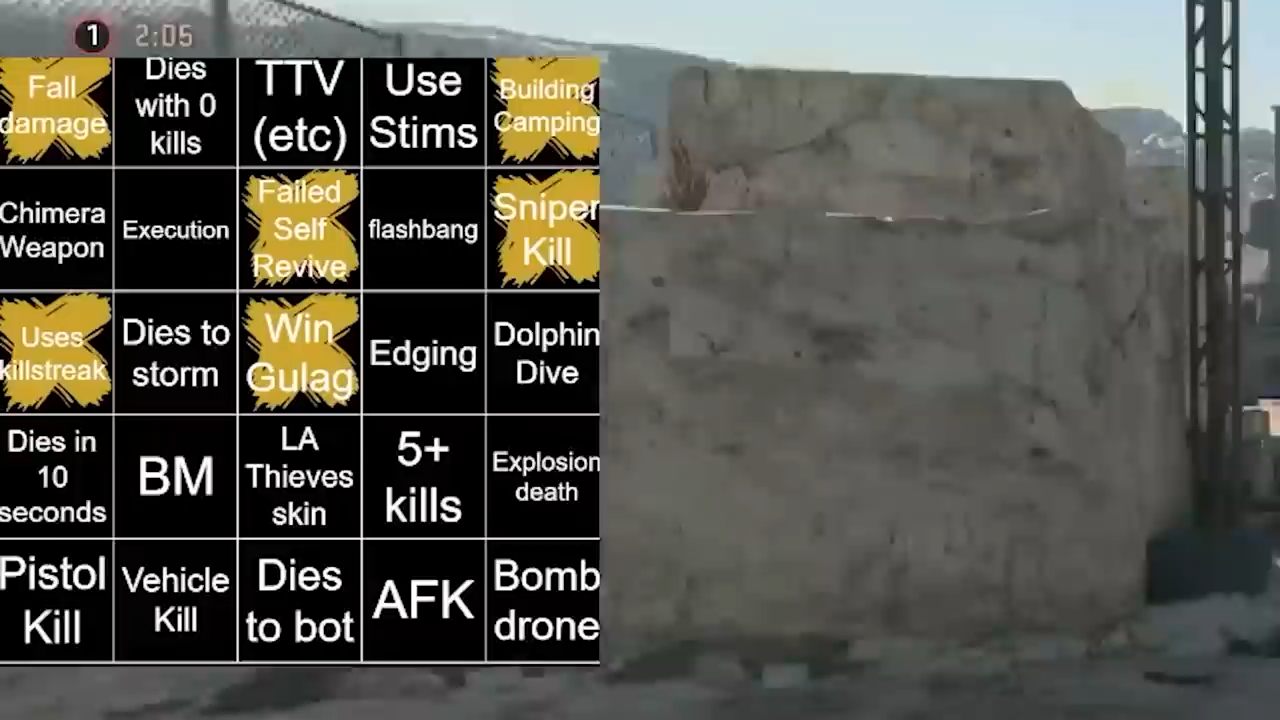 1 2:05
Fall
damage
Dies
with 0
kills
TTV
(etc)
Use
Stims
Building
Camping
Chimera
Weapon
Execution
Failed
Self
Revive
flashbang
Sniper
Kill
Uses
killstreak
Dies to
storm
Win
Gulag
Edging
Dolphin
Dive
Dies in
10
seconds
BM
LA
Thieves
skin
5+
kills
Explosion
death
Pistol
Kill
Vehicle
Kill
Dies
to bot
AFK
Bomb
drone